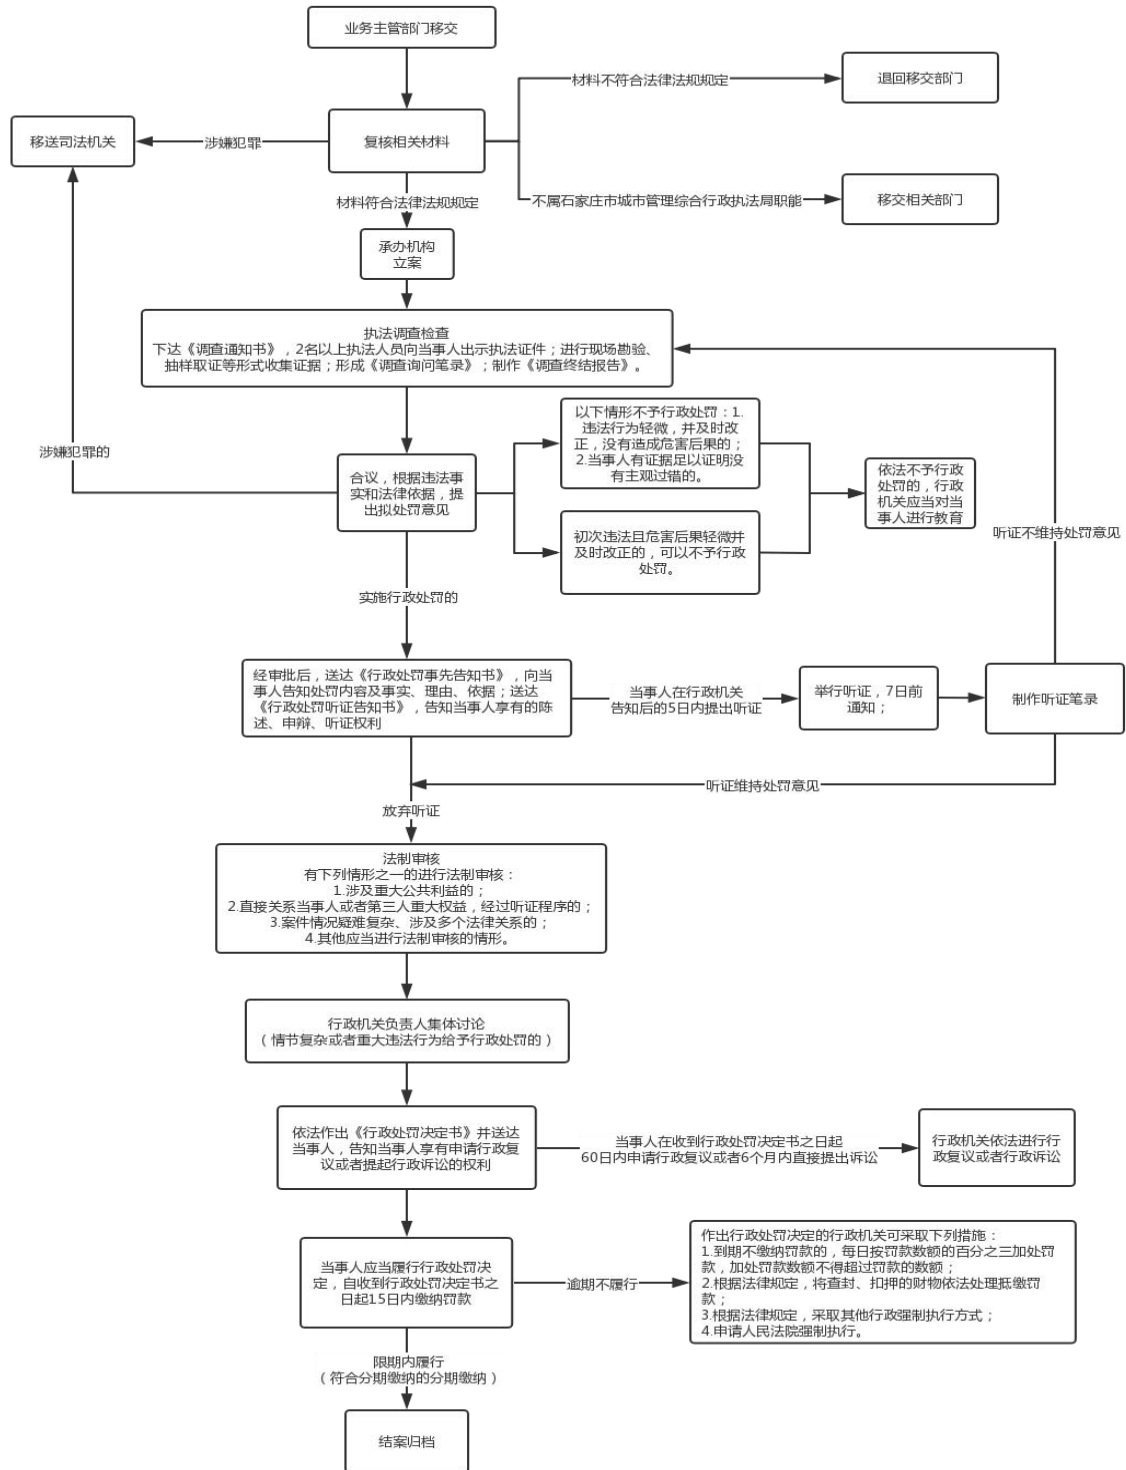 业务主管部门移交
材料不符合法律法规规定
退回移交部门
移送司法机关
涉嫌犯罪
复核相关材料
不属石家庄市城市管理综合行政执法局职能
移交相关部门
材料符合法律法规规定
承办机构
立案
执法调查检查
下达《调查通知书》，2名以上执法人员向当事人出示执法证件；进行现场勘验、
抽样取证等形式收集证据；形成《调查询问笔录》；制作《调查终结报告》。
以下情形不予行政处罚：1.
违法行为轻微，并及时改
正，没有造成危害后果的；
2.当事人有证据足以证明没
有主观过错的。
涉嫌犯罪的
合议，根据违法事
实和法律依据，提
出拟处罚意见
依法不予行政
处罚的，行政
机关应当对当
事人进行教育
初次违法且危害后果轻微并
及时改正的，可以不予行政
处罚。
听证不维持处罚意见
实施行政处罚的
经审批后，送达《行政处罚事先告知书》，向当
事人告知处罚内容及事实、理由、依据；送达
《行政处罚听证告知书》，告知当事人享有的陈
述、申辩、听证权利
当事人在行政机关
告知后的5日内提出听证
举行听证，7日前
通知；
制作听证笔录
听证维持处罚意见
放弃听证
法制审核
有下列情形之一的进行法制审核：
1.涉及重大公共利益的；
2.直接关系当事人或者第三人重大权益，经过听证程序的；
3.案件情况疑难复杂、涉及多个法律关系的；
4.其他应当进行法制审核的情形。
行政机关负责人集体讨论
（情节复杂或者重大违法行为给予行政处罚的）
依法作出《行政处罚决定书》并送达
当事人，告知当事人享有申请行政复
议或者提起行政诉讼的权利
当事人在收到行政处罚决定书之日起
60日内申请行政复议或者6个月内直接提出诉讼
行政机关依法进行行
政复议或者行政诉讼
当事人应当履行行政处罚决
定，自收到行政处罚决定书之
日起15日内缴纳罚款
逾期不履行
作出行政处罚决定的行政机关可采取下列措施：
1.到期不缴纳罚款的，每日按罚款数额的百分之三加处罚
款，加处罚款数额不得超过罚款的数额；
2.根据法律规定，将查封、扣押的财物依法处理抵缴罚
款；
3.根据法律规定，采取其他行政强制执行方式；
4.申请人民法院强制执行。
限期内履行
（符合分期缴纳的分期缴纳）
结案归档